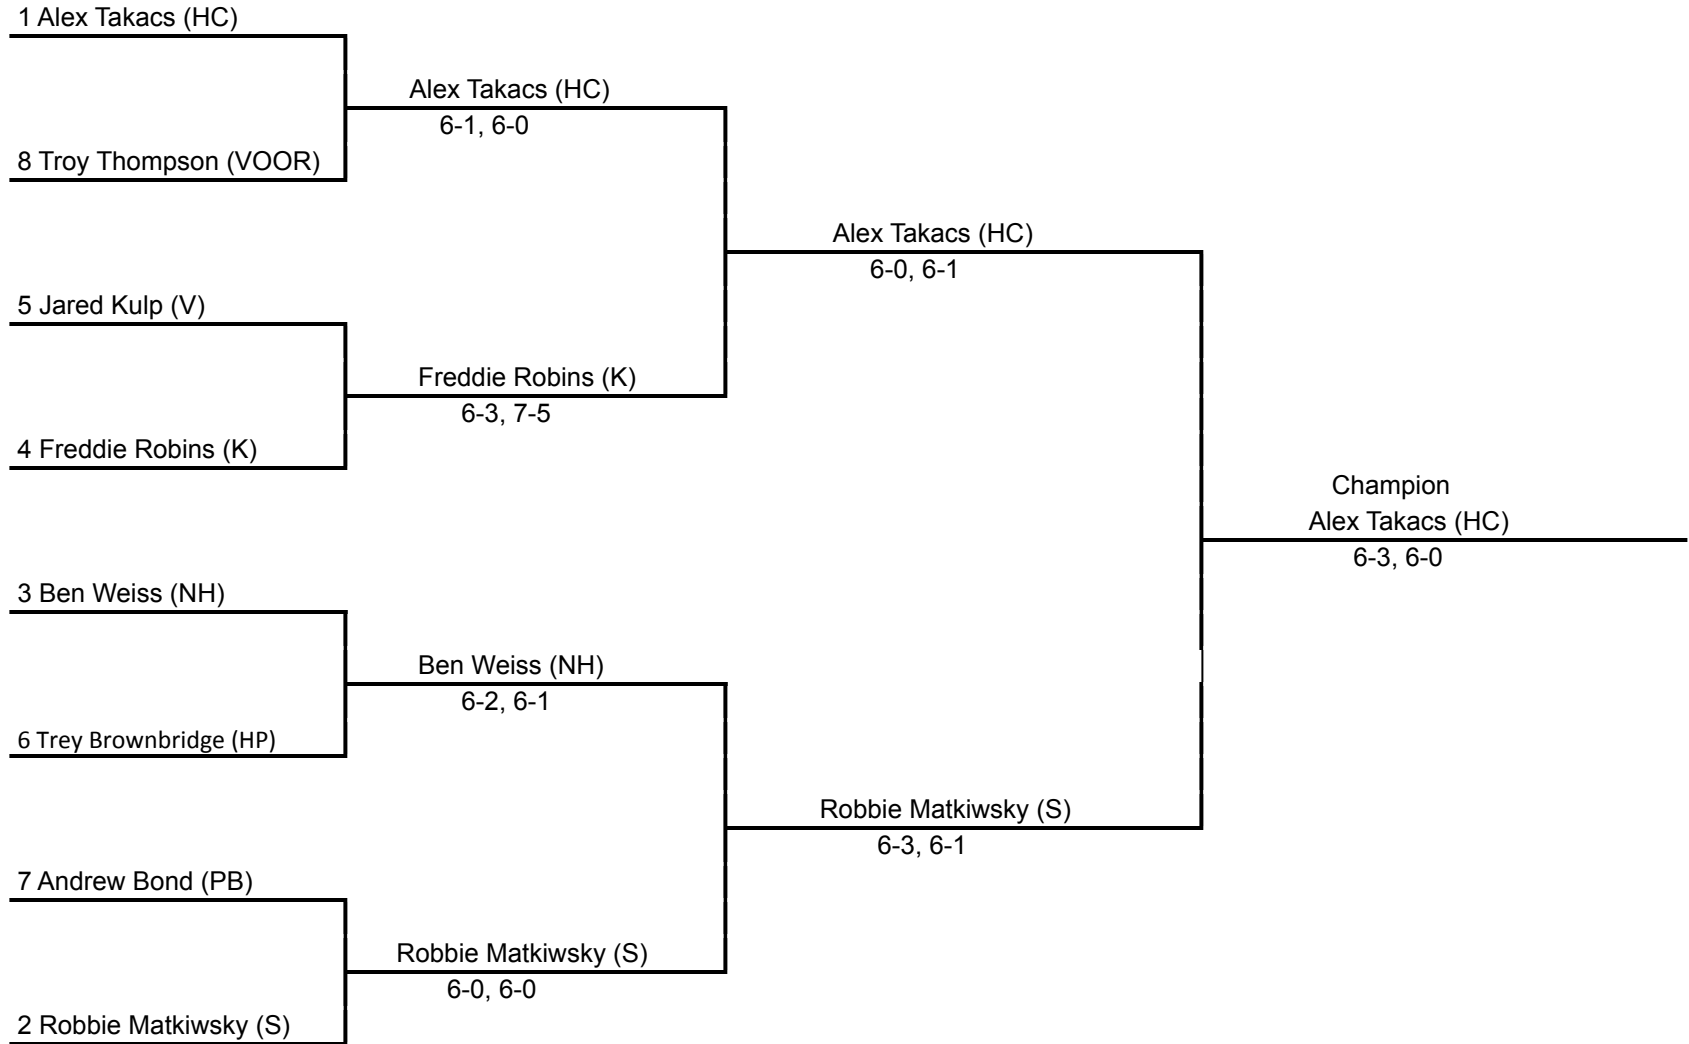 1 Alex Takacs (HC)
Alex Takacs (HC)
6-1, 6-0
8 Troy Thompson (VOOR)
Alex Takacs (HC)
6-0, 6-1
5 Jared Kulp (V)
Freddie Robins (K)
6-3, 7-5
4 Freddie Robins (K)
Champion
Alex Takacs (HC)
6-3, 6-0
3 Ben Weiss (NH)
Ben Weiss (NH)
6-2, 6-1
6 Trey Brownbridge (HP)
Robbie Matkiwsky (S)
6-3, 6-1
7 Andrew Bond (PB)
Robbie Matkiwsky (S)
6-0, 6-0
2 Robbie Matkiwsky (S)